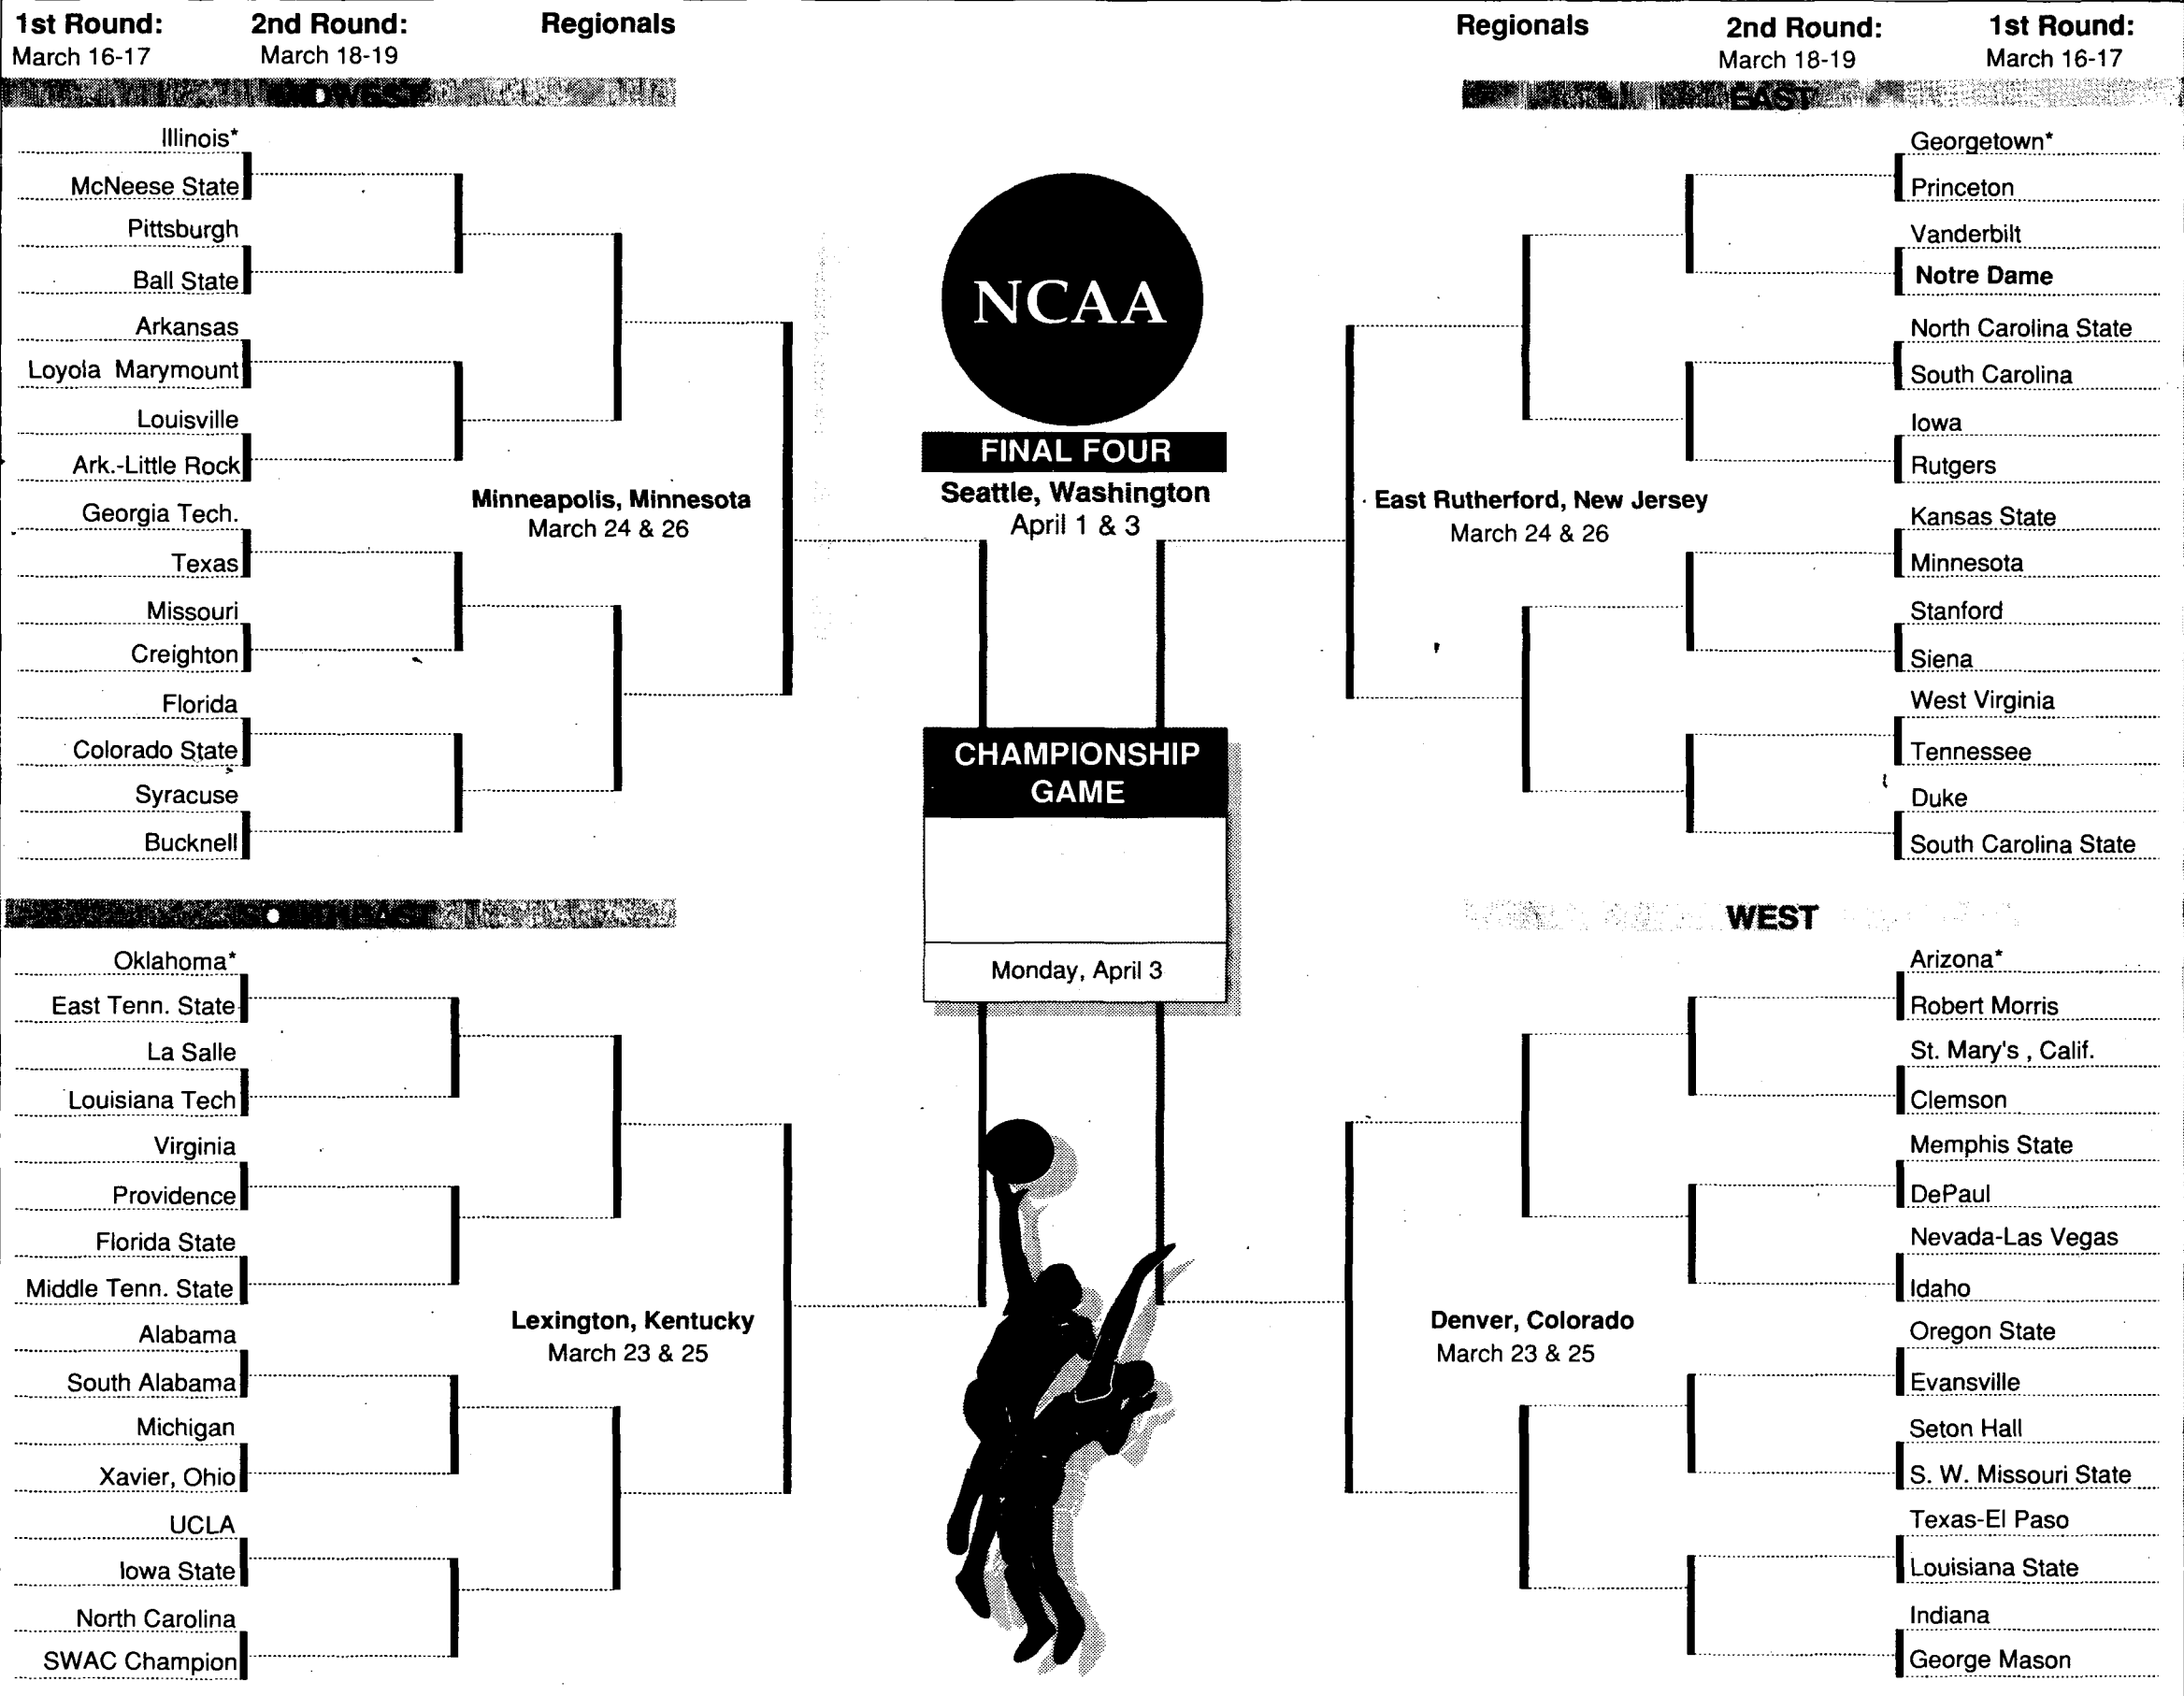 1st Round:
March 16-17
2nd Round:
March 18-19
Regionals
MIDWEST
Illinois*
McNeese State
Pittsburgh
Ball State
Arkansas
Loyola Marymount
Louisville
Ark.-Little Rock
Georgia Tech.
Texas
Missouri
Creighton
Florida
Colorado State
Syracuse
Bucknell
Minneapolis, Minnesota
March 24 & 26
SOUTHEAST
Oklahoma*
East Tenn. State
La Salle
Louisiana Tech
Virginia
Providence
Florida State
Middle Tenn. State
Alabama
South Alabama
Michigan
Xavier, Ohio
UCLA
Iowa State
North Carolina
SWAC Champion
Lexington, Kentucky
March 23 & 25
NCAA
FINAL FOUR
Seattle, Washington
April 1 & 3
CHAMPIONSHIP
GAME
Monday, April 3
Regionals
2nd Round:
March 18-19
1st Round:
March 16-17
EAST
Georgetown*
Princeton
Vanderbilt
Notre Dame
North Carolina State
South Carolina
Iowa
Rutgers
Kansas State
Minnesota
Stanford
Siena
West Virginia
Tennessee
Duke
South Carolina State
East Rutherford, New Jersey
March 24 & 26
WEST
Arizona*
Robert Morris
St. Mary's , Calif.
Clemson
Memphis State
DePaul
Nevada-Las Vegas
Idaho
Oregon State
Evansville
Seton Hall
S. W. Missouri State
Texas-El Paso
Louisiana State
Indiana
George Mason
Denver, Colorado
March 23 & 25